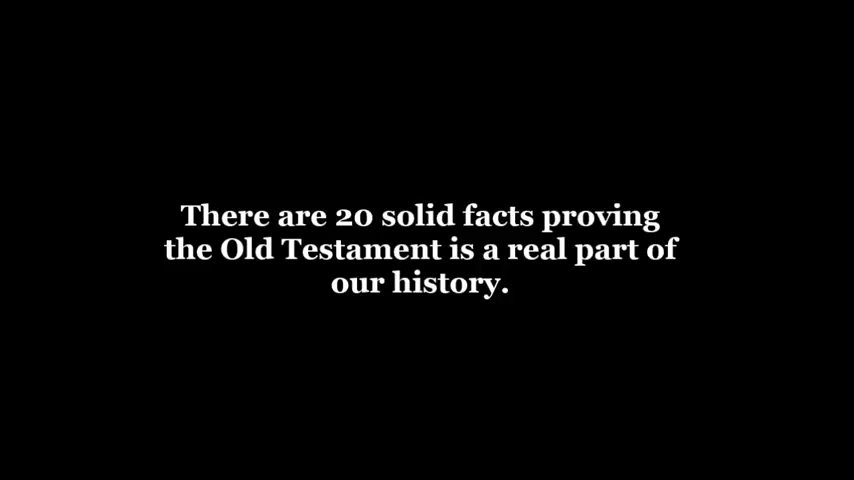 There are 20 solid facts proving
the Old Testament is a real part of
our history.